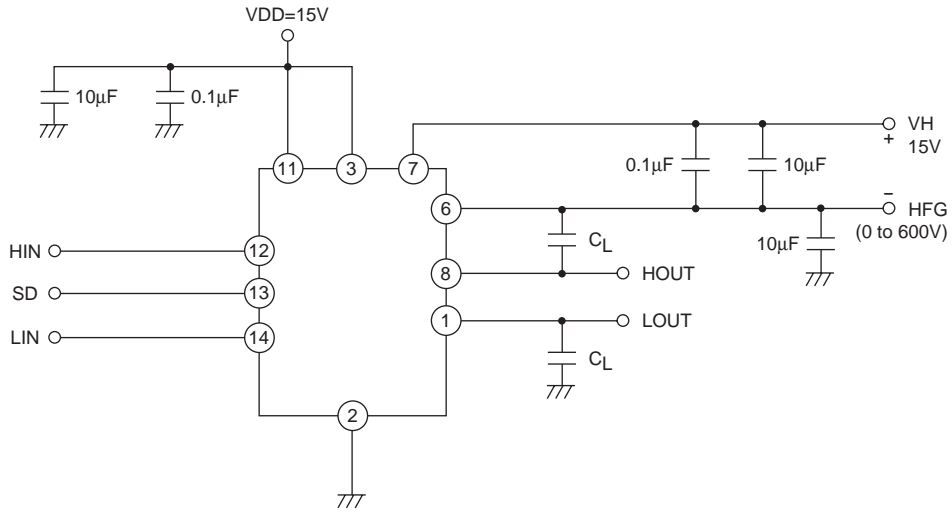 VDD=15V
10μF
0.1μF
11
3
7
VH
+
15V
0.1μF
10μF
6
−
HFG
(0 to 600V)
12
HIN
CL
10μF
8
HOUT
13
SD
1
LOUT
14
LIN
CL
2